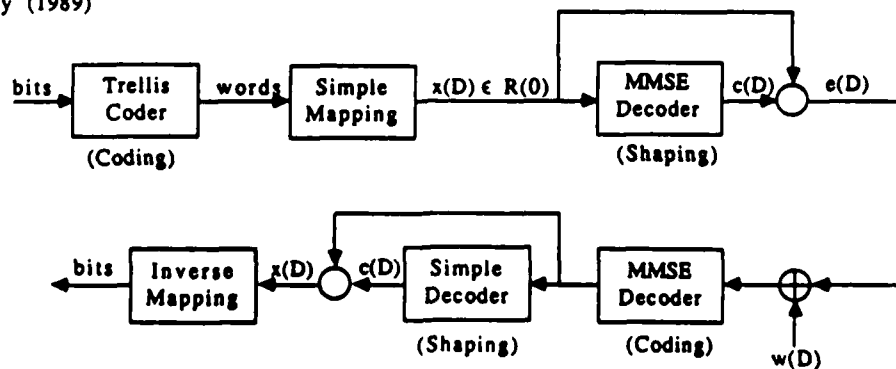 y (1989)
bits
Trellis
Coder
(Coding)
words
Simple
Mapping
x(D) ϵ R(0)
MMSE
Decoder
(Shaping)
c(D)
e(D)
bits
Inverse
Mapping
x(D)
c(D)
Simple
Decoder
(Shaping)
MMSE
Decoder
(Coding)
w(D)